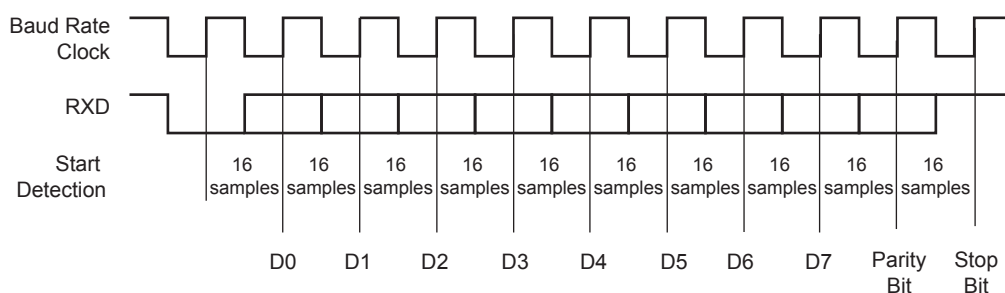 Baud Rate
Clock
RXD
Start
Detection
16
samples
16
samples
16
samples
16
samples
16
samples
16
samples
16
samples
16
samples
16
samples
16
samples
D0 D1 D2 D3 D4 D5 D6 D7 Parity
Bit Stop
Bit